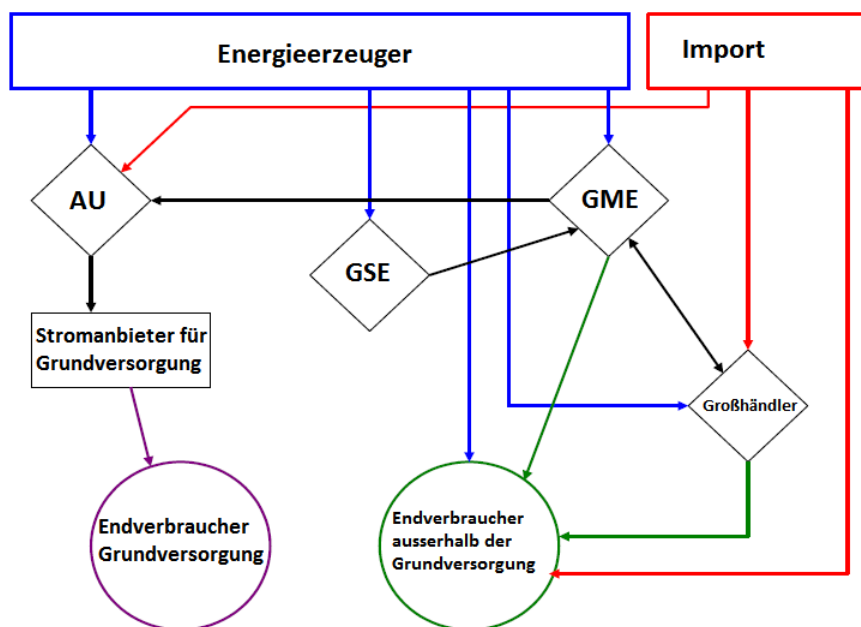 Energieerzeuger
Import
AU
GME
GSE
Stromanbieter für
Grundversorgung
Großhändler
Endverbraucher
Grundversorgung
Endverbraucher
ausserhalb der
Grundversorgung